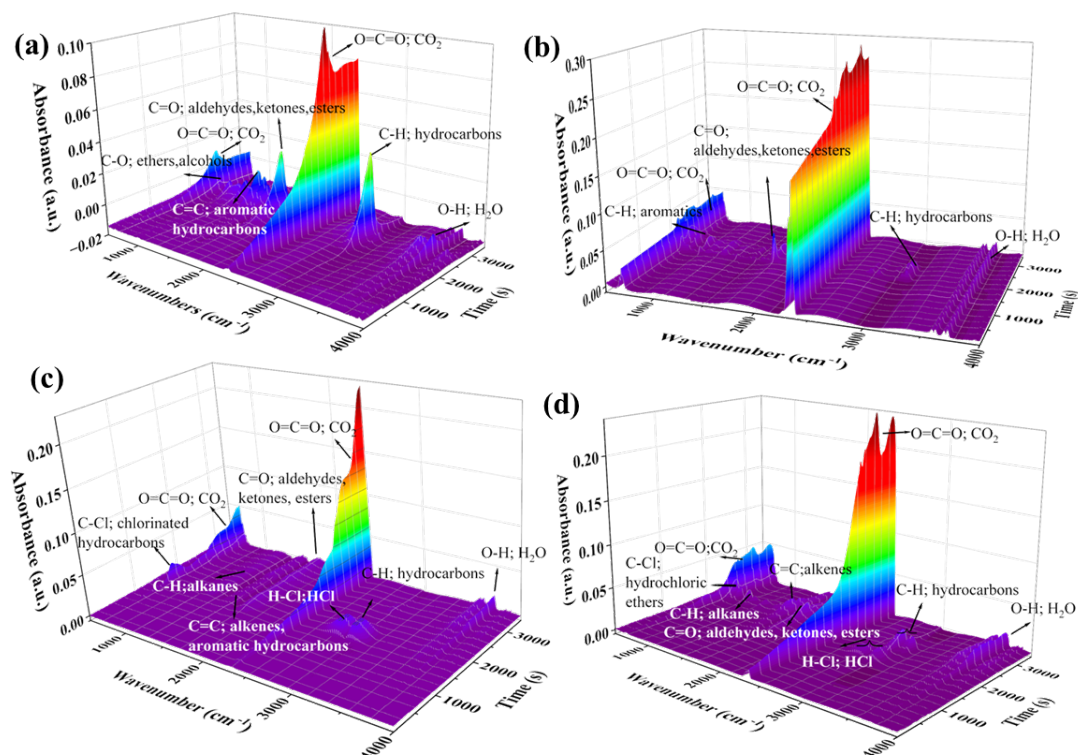 (a)
0.10
0.08
0.06
0.04
0.02
0.00
−0.02
Absorbance (a.u.)
O=C=O; CO₂
C=O; aldehydes,ketones,esters
O=C=O; CO₂
C-H; hydrocarbons
C-O; ethers,alcohols
C=C; aromatic
hydrocarbons
O-H; H₂O
1000
2000
3000
4000
Wavenumbers (cm⁻¹)
1000
2000
3000
Time (s)
(b)
0.30
0.25
0.20
0.15
0.10
0.05
0.00
Absorbance (a.u.)
O=C=O; CO₂
C=O;
aldehydes,ketones,esters
O=C=O; CO₂
C-H; aromatics
C-H; hydrocarbons
O-H; H₂O
1000
2000
3000
4000
Wavenumber (cm⁻¹)
1000
2000
3000
Time (s)
(c)
0.20
0.15
0.10
0.05
0.00
Absorbance (a.u.)
O=C=O; CO₂
C=O; aldehydes,
ketones, esters
O=C=O; CO₂
C-Cl; chlorinated
hydrocarbons
O-H; H₂O
C-H;alkanes
C-H; hydrocarbons
H-Cl;HCl
C=C; alkenes,
aromatic hydrocarbons
1000
2000
3000
4000
Wavenumber (cm⁻¹)
1000
2000
3000
Time (s)
(d)
0.20
0.15
0.10
0.05
0.00
Absorbance (a.u.)
O=C=O; CO₂
O=C=O;CO₂
C-Cl;
hydrochloric
ethers
C=C;alkenes
C-H; hydrocarbons
C-H; alkanes
O-H; H₂O
C=O; aldehydes, ketones, esters
H-Cl; HCl
1000
2000
3000
4000
Wavenumber (cm⁻¹)
1000
2000
3000
Time (s)